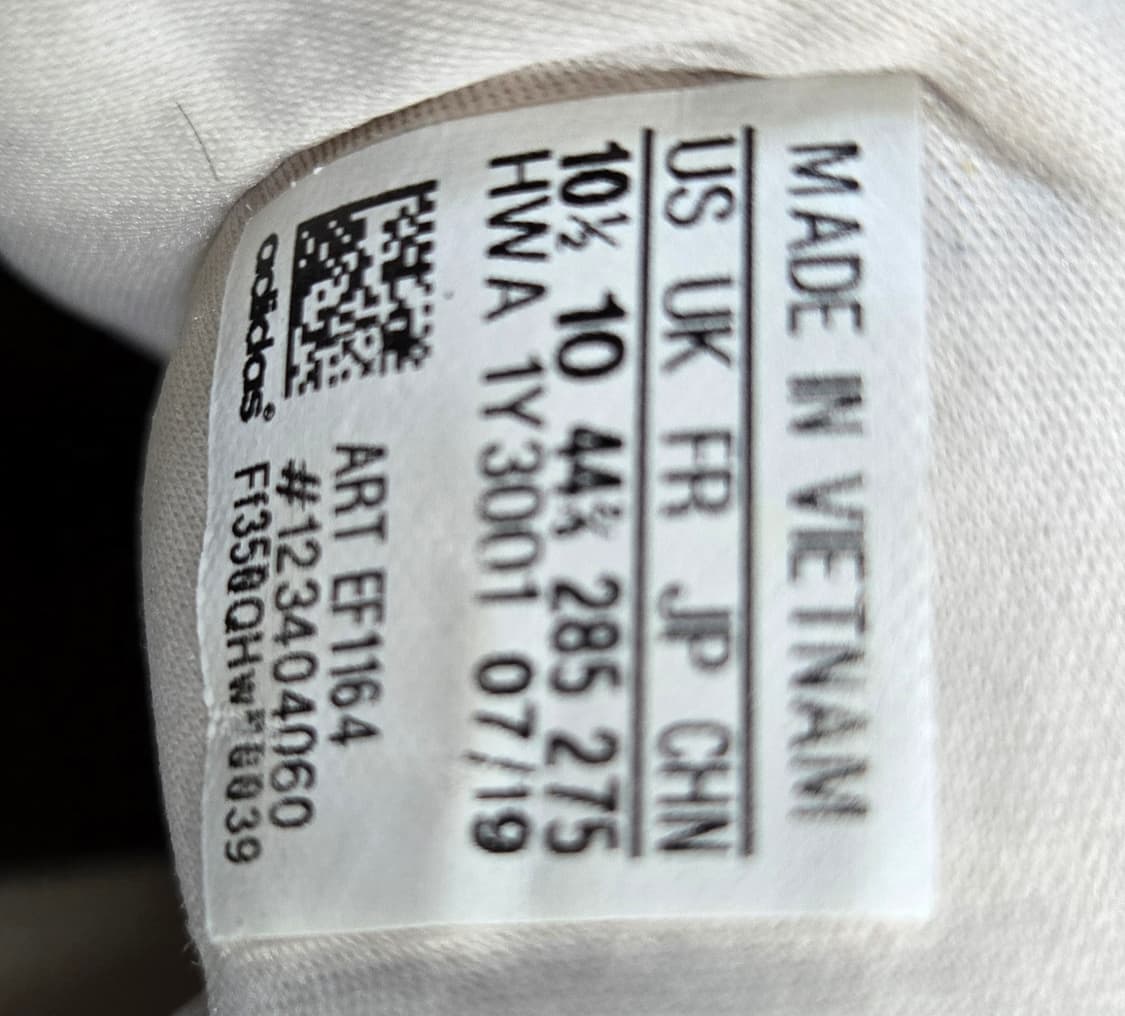 MADE IN VIETNAM
US UK FR JP CHN
10½ 10 44⅔ 285 275
HWA 1Y3001 07/19
ART EF1164
#123404060
adidas®